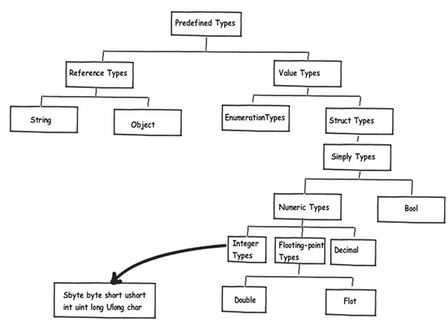 Predefined Types
Reference Types
Value Types
String
Object
EnumerationTypes
Struct Types
Simply Types
Numeric Types
Bool
Integer
Types
Flooting-point
Types
Decimal
Sbyte byte short ushort
int uint long Ulong char
Double
Flot